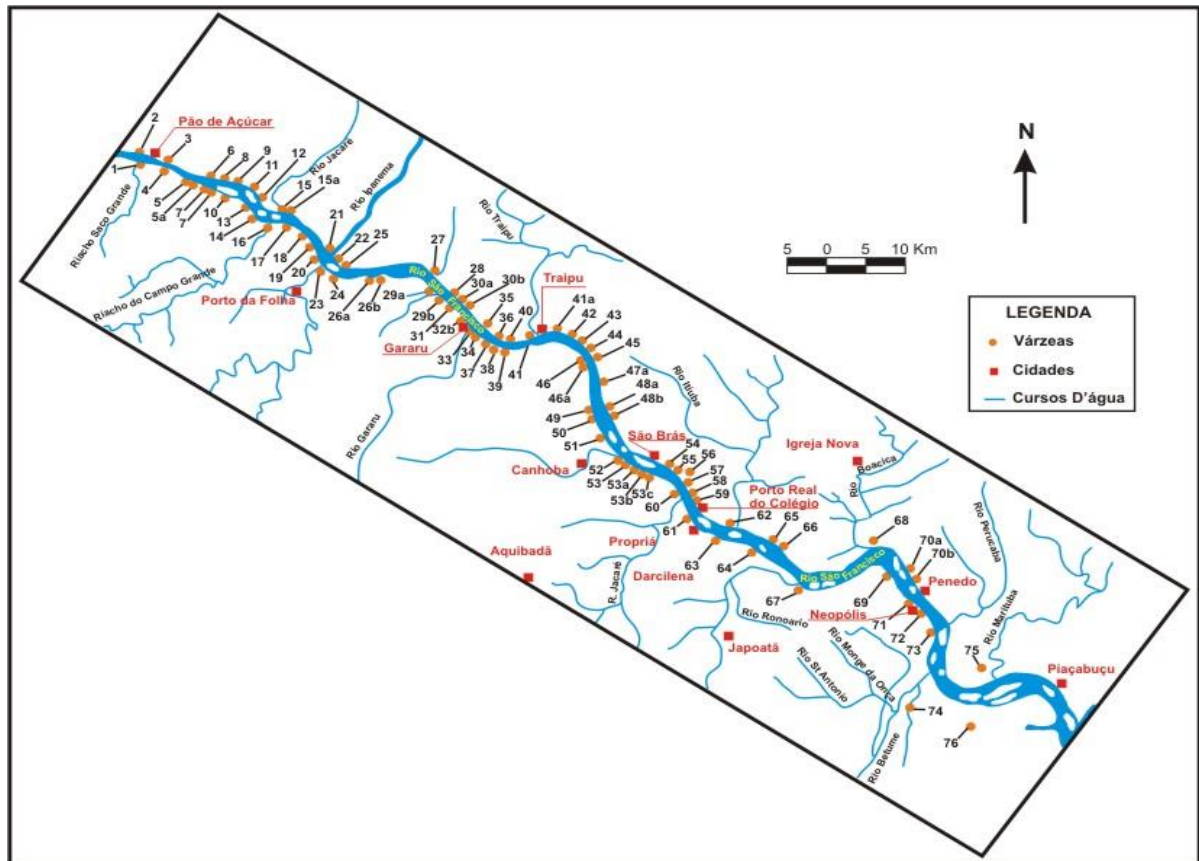 2
Pão de Açúcar
3
1
4
6
8
9
11
12
Rio Jacaré
15
15a
Rio Ipanema
5
5a
7
7
10
13
14
16
17
18
19
20
23
24
21
22
25
Riacho Saco Grande
Riacho do Campo Grande
Porto da Folha
26a
26b
29a
27
Rio São Francisco
28
30a
30b
29b
31
32b
Gararu
33
34
37
38
39
35
36
40
41
Rio Traipu
Traipu
41a
42
43
44
45
46
46a
47a
48a
48b
49
50
51
Rio Gararu
Rio Itiuba
São Brás
Canhoba
52
53
53a
53b
53c
54
55
56
57
58
59
60
61
Porto Real
do Colégio
Propriá
Igreja Nova
Rio Boacica
62
63
64
65
66
67
68
Rio São Francisco
69
70a
70b
Penedo
Neópolis
71
72
73
Rio Perucaba
Rio Marituba
75
Piaçabuçu
74
76
Aquibadã
Darcilena
R. Jacaré
Japoatã
Rio Ronoario
Rio Monge da Onça
Rio St Antonio
Rio Betume
N
5 0 5 10 Km
LEGENDA
Várzeas
Cidades
Cursos D'água